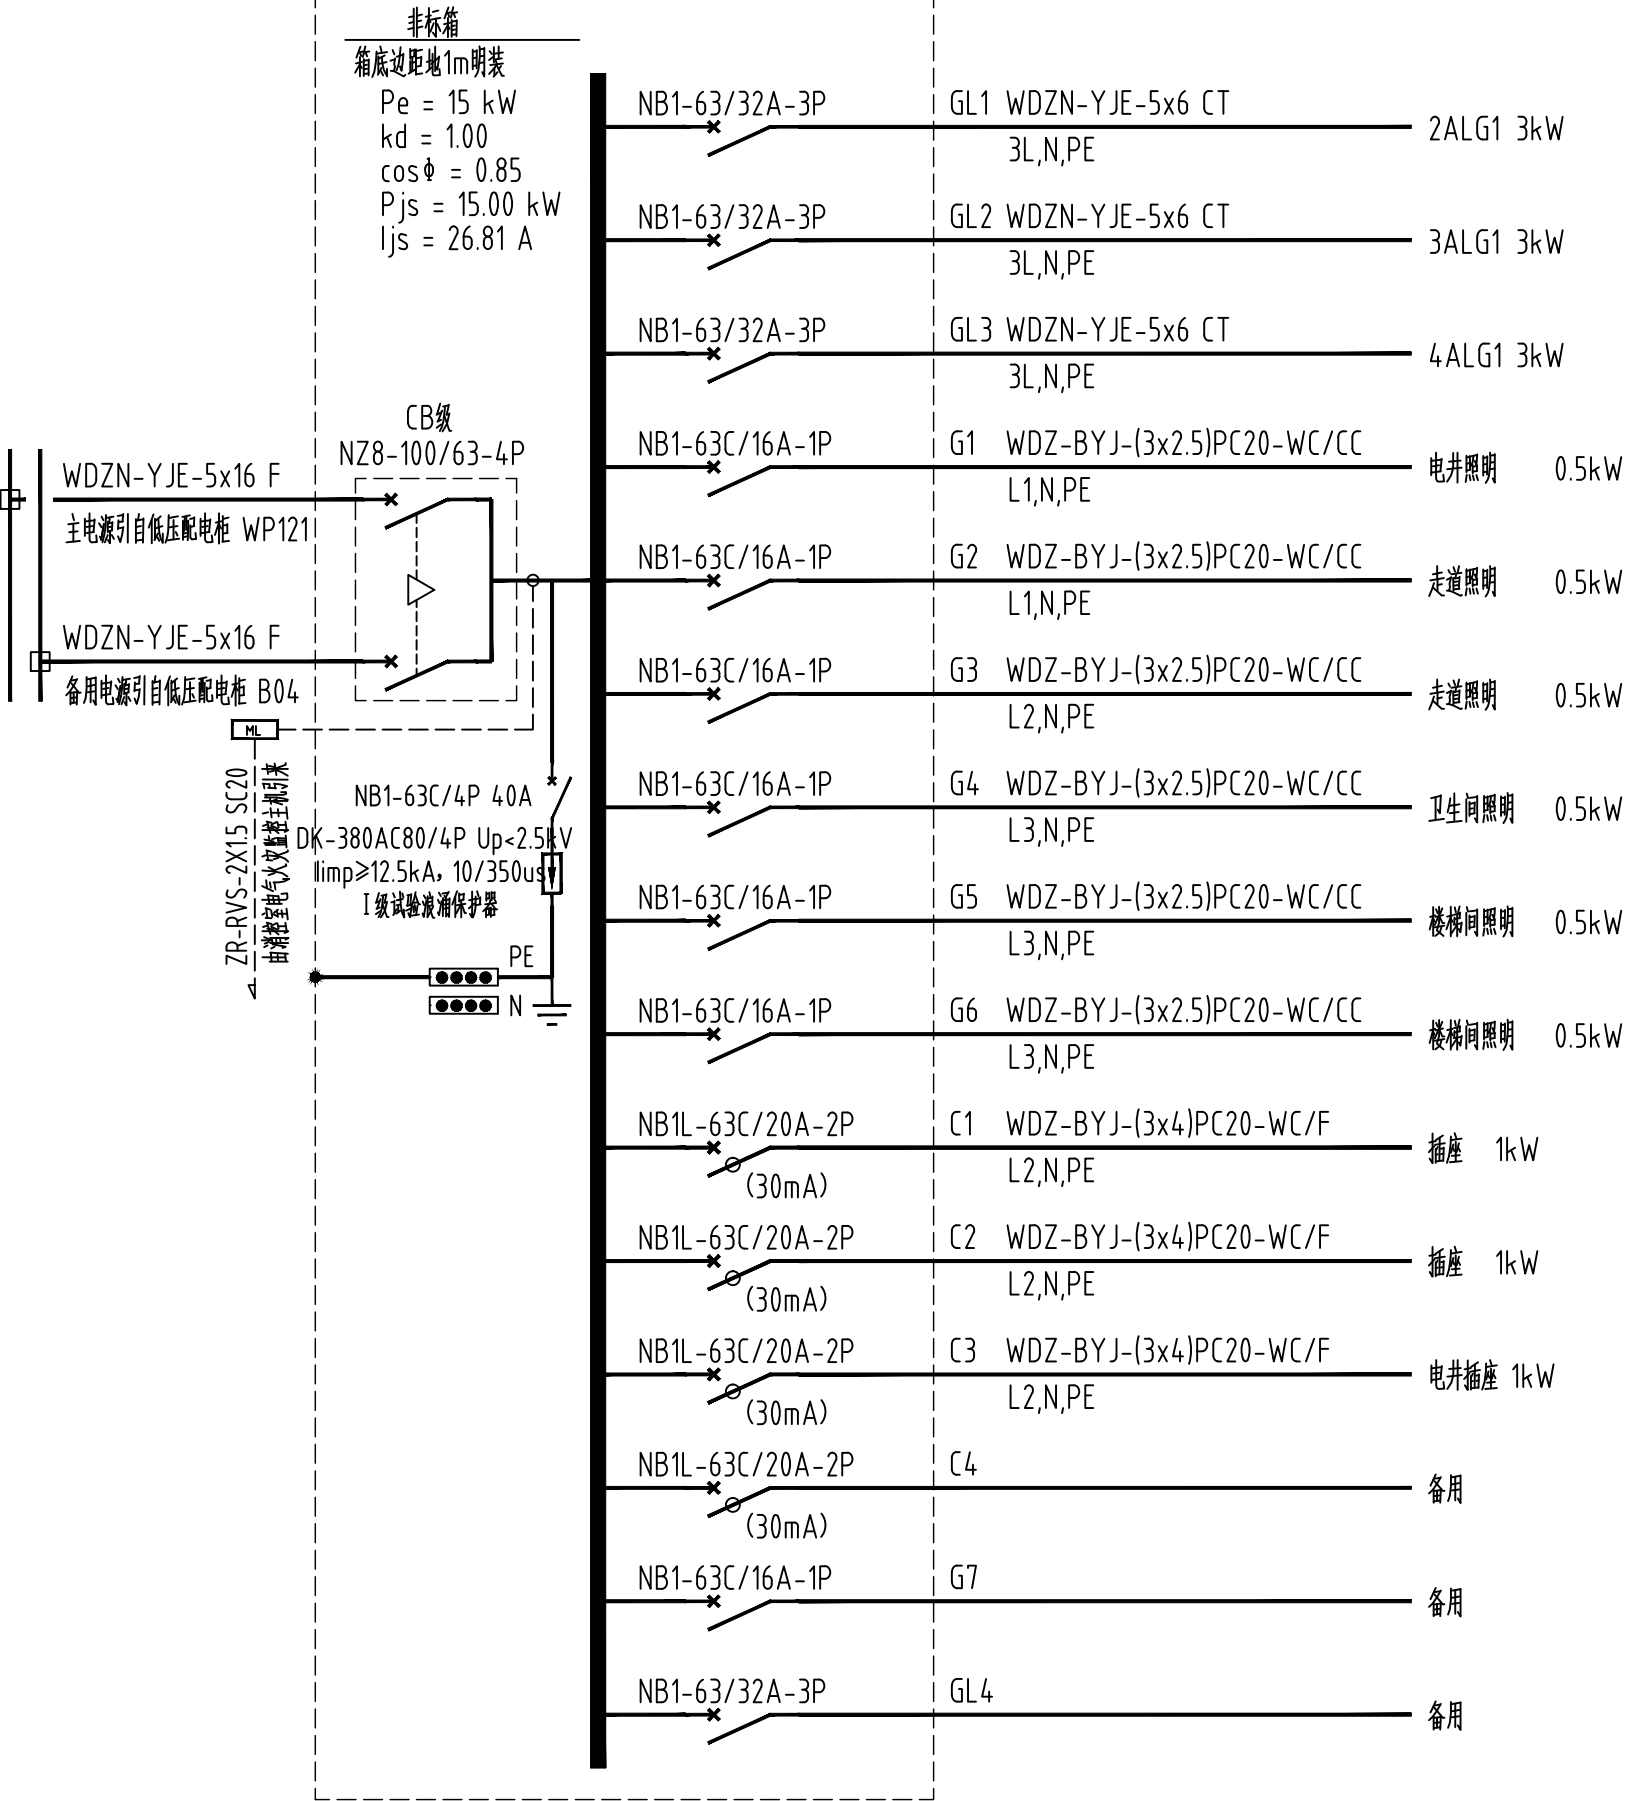 非标箱
箱底边距地1m明装
Pe = 15 kW
kd = 1.00
cosΦ = 0.85
Pjs = 15.00 kW
Ijs = 26.81 A
CB级
NZ8-100/63-4P
WDZN-YJE-5x16 F
主电源引自低压配电柜 WP121
WDZN-YJE-5x16 F
备用电源引自低压配电柜 B04
ML
ZR-RVS-2X1.5 SC20
由消控室电气火灾监控主机引来
NB1-63C/4P 40A
DK-380AC80/4P Up<2.5kV
Iimp≥12.5kA, 10/350us
I级试验浪涌保护器
PE
N
NB1-63/32A-3P GL1 WDZN-YJE-5x6 CT 2ALG1 3kW
3L,N,PE
NB1-63/32A-3P GL2 WDZN-YJE-5x6 CT 3ALG1 3kW
3L,N,PE
NB1-63/32A-3P GL3 WDZN-YJE-5x6 CT 4ALG1 3kW
3L,N,PE
NB1-63C/16A-1P G1 WDZ-BYJ-(3x2.5)PC20-WC/CC 电井照明 0.5kW
L1,N,PE
NB1-63C/16A-1P G2 WDZ-BYJ-(3x2.5)PC20-WC/CC 走道照明 0.5kW
L1,N,PE
NB1-63C/16A-1P G3 WDZ-BYJ-(3x2.5)PC20-WC/CC 走道照明 0.5kW
L2,N,PE
NB1-63C/16A-1P G4 WDZ-BYJ-(3x2.5)PC20-WC/CC 卫生间照明 0.5kW
L3,N,PE
NB1-63C/16A-1P G5 WDZ-BYJ-(3x2.5)PC20-WC/CC 楼梯间照明 0.5kW
L3,N,PE
NB1-63C/16A-1P G6 WDZ-BYJ-(3x2.5)PC20-WC/CC 楼梯间照明 0.5kW
L3,N,PE
NB1L-63C/20A-2P C1 WDZ-BYJ-(3x4)PC20-WC/F 插座 1kW
(30mA) L2,N,PE
NB1L-63C/20A-2P C2 WDZ-BYJ-(3x4)PC20-WC/F 插座 1kW
(30mA) L2,N,PE
NB1L-63C/20A-2P C3 WDZ-BYJ-(3x4)PC20-WC/F 电井插座 1kW
(30mA) L2,N,PE
NB1L-63C/20A-2P C4 备用
(30mA)
NB1-63C/16A-1P G7 备用
NB1-63/32A-3P GL4 备用